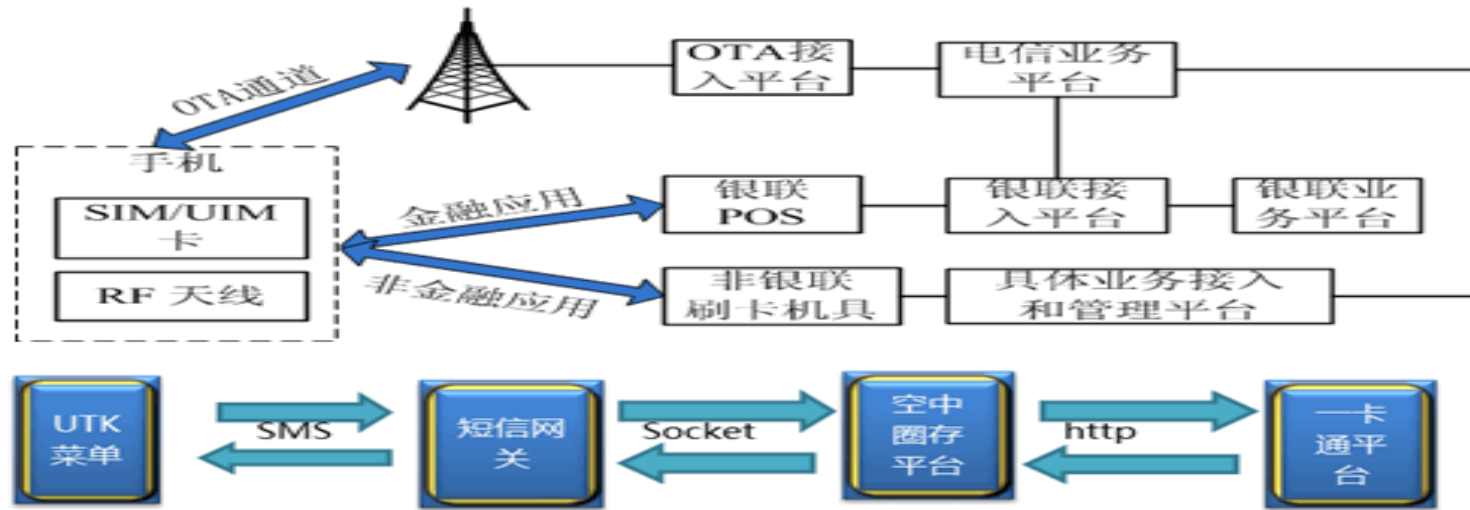 OTA通道
OTA接
入平台
电信业务
平台
手机
SIM/UIM
卡
RF 天线
金融应用
非金融应用
银联
POS
银联接
入平台
银联业
务平台
非银联
刷卡机具
具体业务接入
和管理平台
UTK
菜单
SMS
短信网
关
Socket
空中
圈存
平台
http
一卡
通平
台